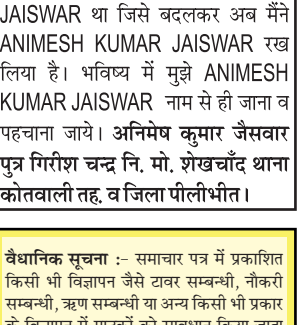 JAISWAR था जिसे बदलकर अब मैंने
ANIMESH KUMAR JAISWAR रख
लिया है। भविष्य में मुझे ANIMESH
KUMAR JAISWAR नाम से ही जाना व
पहचाना जाये। अनिमेष कुमार जैसवार
पुत्र गिरीश चन्द्र नि. मो. शेखचाँद थाना
कोतवाली तह. व जिला पीलीभीत।
वैधानिक सूचना :– समाचार पत्र में प्रकाशित
किसी भी विज्ञापन जैसे टावर सम्बन्धी, नौकरी
सम्बन्धी, ऋण सम्बन्धी या अन्य किसी भी प्रकार